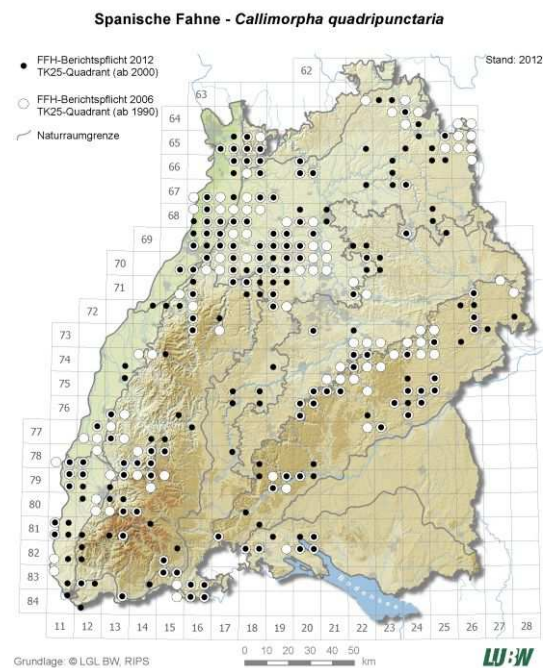 Spanische Fahne - Callimorpha quadripunctaria
FFH-Berichtspflicht 2012
TK25-Quadrant (ab 2000)
FFH-Berichtspflicht 2006
TK25-Quadrant (ab 1990)
Naturraumgrenze
Stand: 2012
62
63
64
65
66
67
68
69
70
71
72
73
74
75
76
77
78
79
80
81
82
83
84
11 12 13 14 15 16 17 18 19 20 21 22 23 24 25 26 27 28
0 10 20 30 40 50
km
Grundlage: © LGL BW, RIPS
LUBW